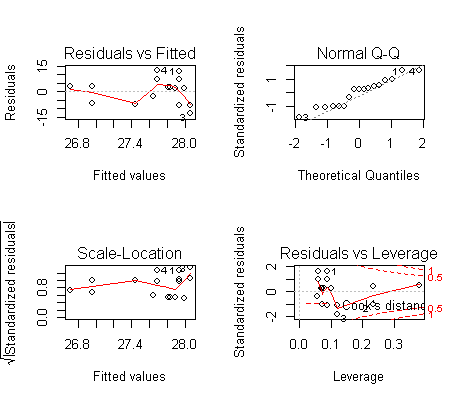 Residuals vs Fitted
Residuals
-15 0 15
4 1
3
26.8 27.4 28.0
Fitted values
Normal Q-Q
Standardized residuals
-1 1
1 4
3
-2 -1 0 1 2
Theoretical Quantiles
Scale-Location
√|Standardized residuals|
0.0 0.8
4 1 3
26.8 27.4 28.0
Fitted values
Residuals vs Leverage
Standardized residuals
-2 0 2
1
3
2
Cook's distance
1
0.5
0.5
1
0.0 0.1 0.2 0.3
Leverage